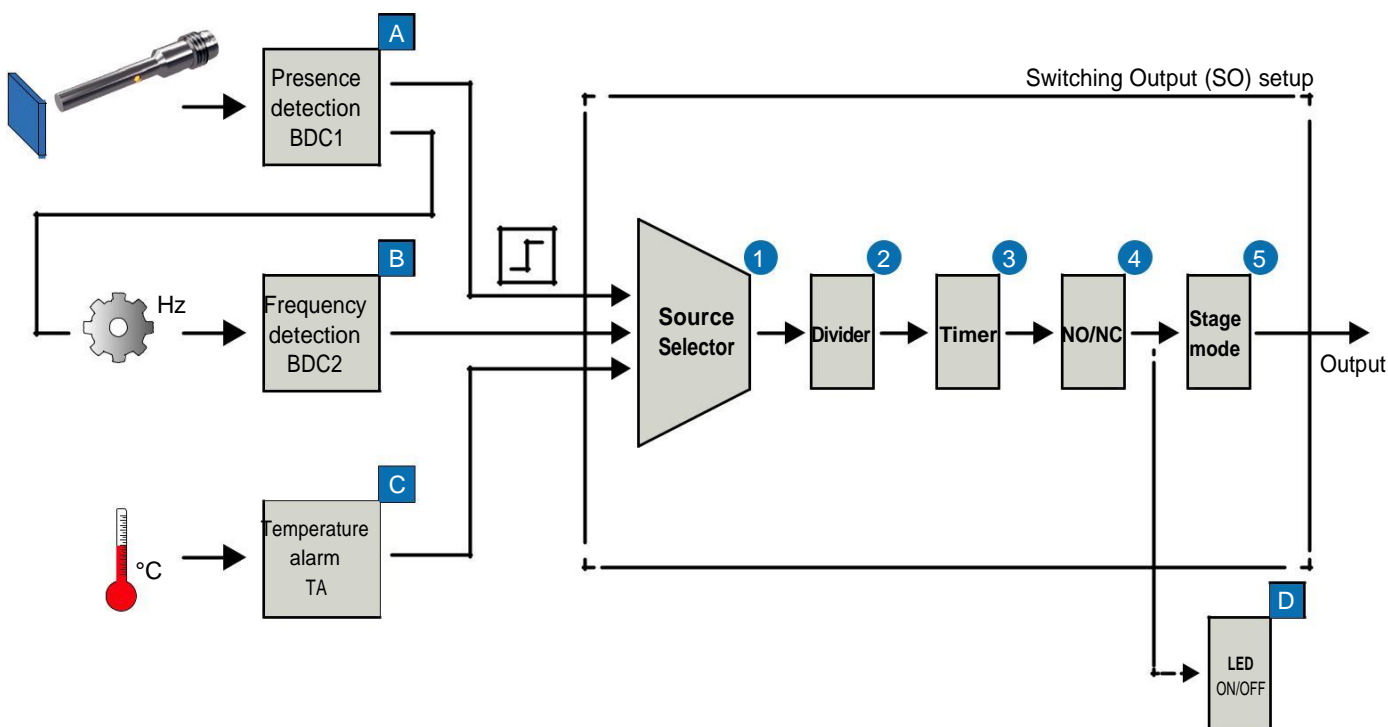 A
Presence
detection
BDC1
Switching Output (SO) setup
B
Hz
Frequency
detection
BDC2
1
2
3
4
5
Source
Selector
Divider
Timer
NO/NC
Stage
mode
Output
C
°C
Temperature
alarm
TA
D
LED
ON/OFF